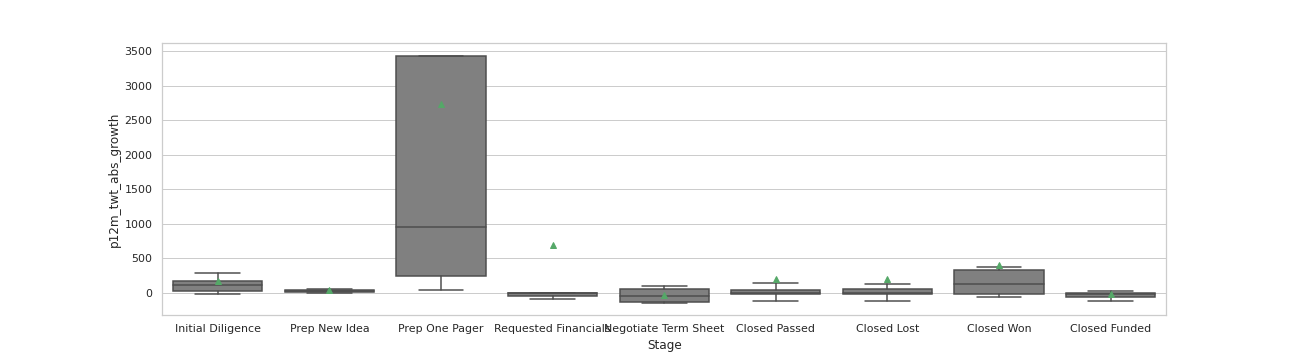 3500
3000
2500
2000
1500
1000
500
0
p12m_twt_abs_growth
Initial Diligence
Prep New Idea
Prep One Pager
Requested Financials
Negotiate Term Sheet
Closed Passed
Closed Lost
Closed Won
Closed Funded
Stage